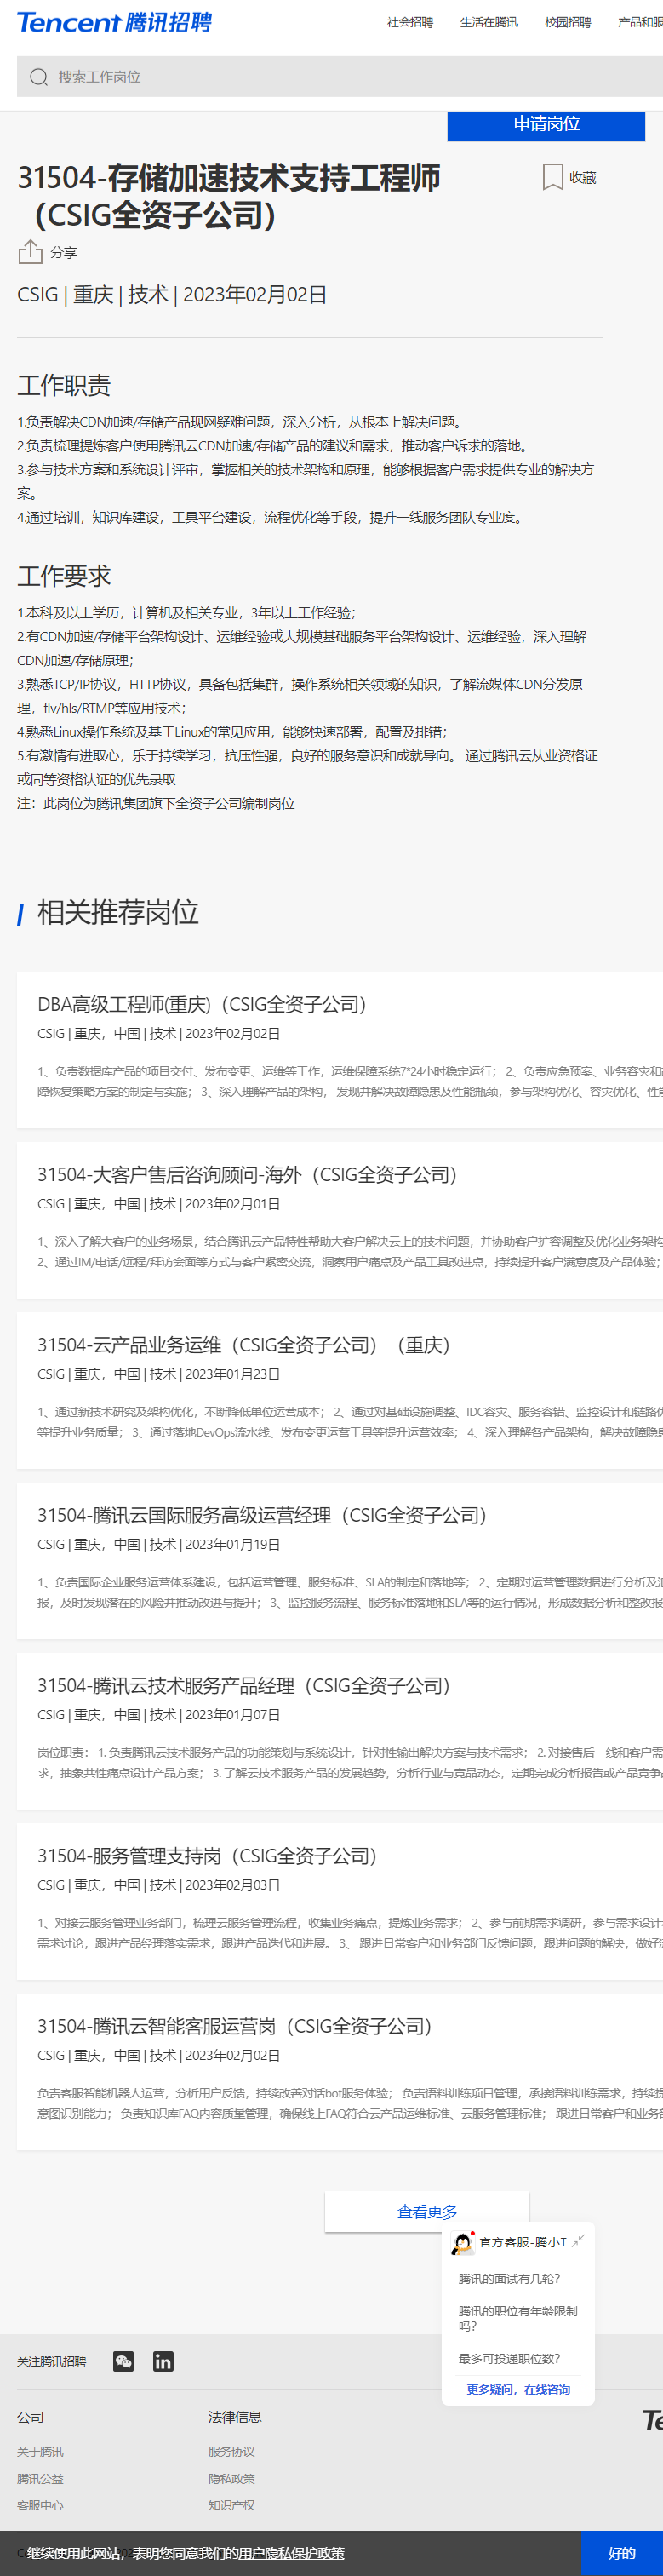 Tencent 腾讯招聘
社会招聘 生活在腾讯 校园招聘 产品和服
搜索工作岗位
申请岗位
31504-存储加速技术支持工程师
（CSIG全资子公司）
收藏
分享
CSIG | 重庆 | 技术 | 2023年02月02日
工作职责
1.负责解决CDN加速/存储产品现网疑难问题，深入分析，从根本上解决问题。
2.负责梳理提炼客户使用腾讯云CDN加速/存储产品的建议和需求，推动客户诉求的落地。
3.参与技术方案和系统设计评审，掌握相关的技术架构和原理，能够根据客户需求提供专业的解决方
案。
4.通过培训，知识库建设，工具平台建设，流程优化等手段，提升一线服务团队专业度。
工作要求
1.本科及以上学历，计算机及相关专业，3年以上工作经验；
2.有CDN加速/存储平台架构设计、运维经验或大规模基础服务平台架构设计、运维经验，深入理解
CDN加速/存储原理；
3.熟悉TCP/IP协议，HTTP协议，具备包括集群，操作系统相关领域的知识，了解流媒体CDN分发原
理，flv/hls/RTMP等应用技术；
4.熟悉Linux操作系统及基于Linux的常见应用，能够快速部署，配置及排错；
5.有激情有进取心，乐于持续学习，抗压性强，良好的服务意识和成就导向。 通过腾讯云从业资格证
或同等资格认证的优先录取
注：此岗位为腾讯集团旗下全资子公司编制岗位
相关推荐岗位
DBA高级工程师(重庆)（CSIG全资子公司）
CSIG | 重庆，中国 | 技术 | 2023年02月02日
1、负责数据库产品的项目交付、发布变更、运维等工作，运维保障系统7*24小时稳定运行； 2、负责应急预案、业务容灾和故
障恢复策略方案的制定与实施； 3、深入理解产品的架构， 发现并解决故障隐患及性能瓶颈，参与架构优化、容灾优化、性能
31504-大客户售后咨询顾问-海外（CSIG全资子公司）
CSIG | 重庆，中国 | 技术 | 2023年02月01日
1、深入了解大客户的业务场景，结合腾讯云产品特性帮助大客户解决云上的技术问题，并协助客户扩容调整及优化业务架构
2、通过IM/电话/远程/拜访会面等方式与客户紧密交流，洞察用户痛点及产品工具改进点，持续提升客户满意度及产品体验；
31504-云产品业务运维（CSIG全资子公司）（重庆）
CSIG | 重庆，中国 | 技术 | 2023年01月23日
1、通过新技术研究及架构优化，不断降低单位运营成本； 2、通过对基础设施调整、IDC容灾、服务容错、监控设计和链路优
等提升业务质量； 3、通过落地DevOps流水线、发布变更运营工具等提升运营效率； 4、深入理解各产品架构，解决故障隐患
31504-腾讯云国际服务高级运营经理（CSIG全资子公司）
CSIG | 重庆，中国 | 技术 | 2023年01月19日
1、负责国际企业服务运营体系建设，包括运营管理、服务标准、SLA的制定和落地等； 2、定期对运营管理数据进行分析及汇
报，及时发现潜在的风险并推动改进与提升； 3、监控服务流程、服务标准落地和SLA等的运行情况，形成数据分析和整改报
31504-腾讯云技术服务产品经理（CSIG全资子公司）
CSIG | 重庆，中国 | 技术 | 2023年01月07日
岗位职责： 1. 负责腾讯云技术服务产品的功能策划与系统设计，针对性输出解决方案与技术需求； 2. 对接售后一线和客户需
求，抽象共性痛点设计产品方案； 3. 了解云技术服务产品的发展趋势，分析行业与竞品动态，定期完成分析报告或产品竞争
31504-服务管理支持岗（CSIG全资子公司）
CSIG | 重庆，中国 | 技术 | 2023年02月03日
1、对接云服务管理业务部门，梳理云服务管理流程，收集业务痛点，提炼业务需求； 2、参与前期需求调研，参与需求设计
需求讨论，跟进产品经理落实需求，跟进产品迭代和进展。 3、 跟进日常客户和业务部门反馈问题，跟进问题的解决，做好
31504-腾讯云智能客服运营岗（CSIG全资子公司）
CSIG | 重庆，中国 | 技术 | 2023年02月02日
负责客服智能机器人运营，分析用户反馈，持续改善对话bot服务体验； 负责语料训练项目管理，承接语料训练需求，持续提
意图识别能力； 负责知识库FAQ内容质量管理，确保线上FAQ符合云产品运维标准、云服务管理标准； 跟进日常客户和业务部
查看更多
官方客服-腾小T
腾讯的面试有几轮？
腾讯的职位有年龄限制
吗？
最多可投递职位数？
更多疑问，在线咨询
关注腾讯招聘
公司 法律信息
关于腾讯 服务协议
腾讯公益 隐私政策
客服中心 知识产权
继续使用此网站，表明您同意我们的用户隐私保护政策
好的